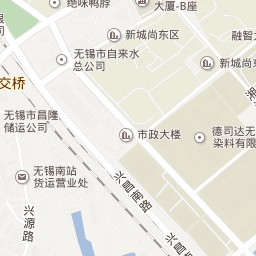 绝味鸭脖
大厦-B座
新城尚东区
融智大
无锡市自来水
总公司
新城尚东
交桥
无锡市昌隆
储运公司
市政大楼
德司达无
染料有限
无锡南站
货运营业处
兴昌南路
兴源路
兴昌南